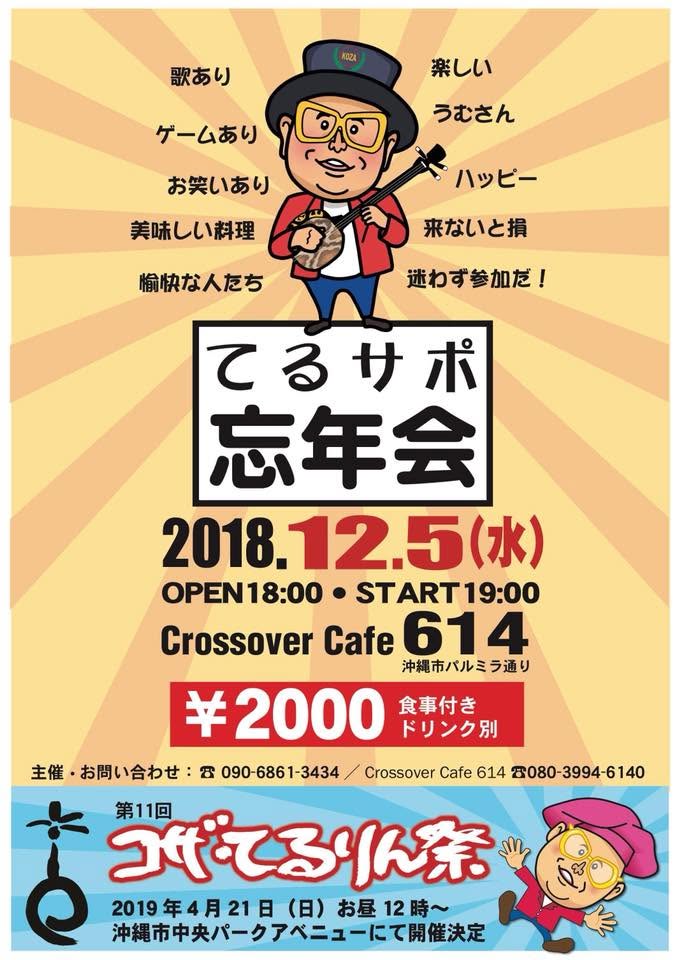 KOZA
歌あり
ゲームあり
お笑いあり
美味しい料理
愉快な人たち
楽しい
うむさん
ハッピー
来ないと損
迷わず参加だ！
てるサポ
忘年会
2018.12.5(水)
OPEN18:00 ● START19:00
Crossover Cafe 614
沖縄市パルミラ通り
¥2000 食事付き
ドリンク別
主催・お問い合わせ：☎ 090-6861-3434 ／ Crossover Cafe 614 ☎080-3994-6140
第11回
コザ・てるりん祭
2019年4月21日（日）お昼12時〜
沖縄市中央パークアベニューにて開催決定